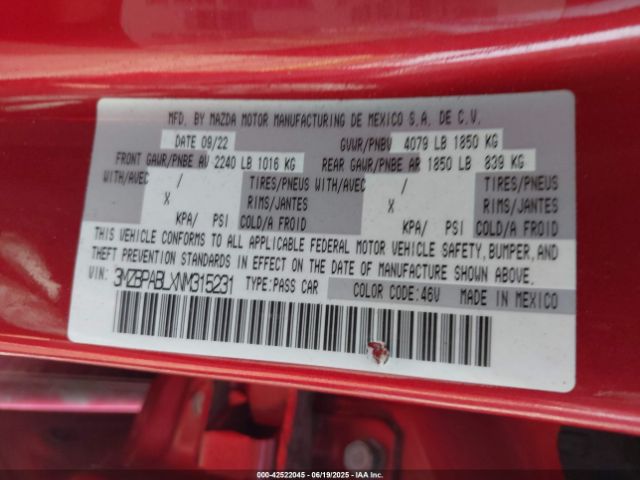 MFD. BY MAZDA MOTOR MANUFACTURING DE MEXICO S.A. DE C.V.
DATE 09/22 GVWR/PNBV 4079 LB 1850 KG
FRONT GAWR/PNBE AV 2240 LB 1016 KG REAR GAWR/PNBE AR 1850 LB 839 KG
WITH/AVEC / TIRES/PNEUS WITH/AVEC / TIRES/PNEUS
X RIMS/JANTES X RIMS/JANTES
KPA/ PSI COLD/A FROID KPA/ PSI COLD/A FROID
THIS VEHICLE CONFORMS TO ALL APPLICABLE FEDERAL MOTOR VEHICLE SAFETY, BUMPER, AND
THEFT PREVENTION STANDARDS IN EFFECT ON THE DATE OF MANUFACTURE SHOWN ABOVE.
VIN: 3MZBPABLXNM315231 TYPE:PASS CAR COLOR CODE:46V MADE IN MEXICO
000-42522045 - 06/19/2025 - IAAI.COM